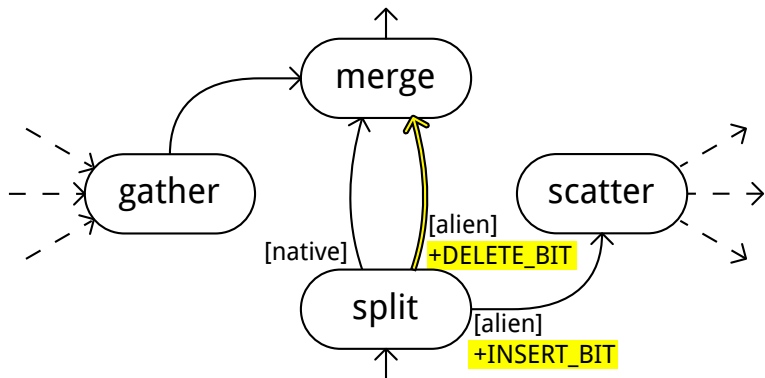 merge
gather
scatter
[alien]
+DELETE_BIT
[native]
split
[alien]
+INSERT_BIT